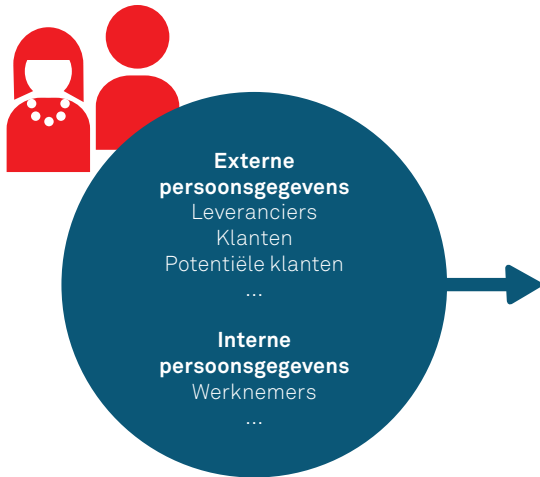 Externe
persoonsgegevens
Leveranciers
Klanten
Potentiële klanten
...
Interne
persoonsgegevens
Werknemers
...